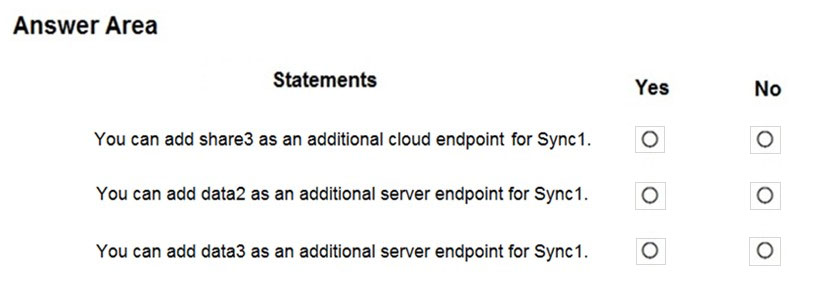 Answer Area
Statements Yes No
You can add share3 as an additional cloud endpoint for Sync1.
You can add data2 as an additional server endpoint for Sync1.
You can add data3 as an additional server endpoint for Sync1.